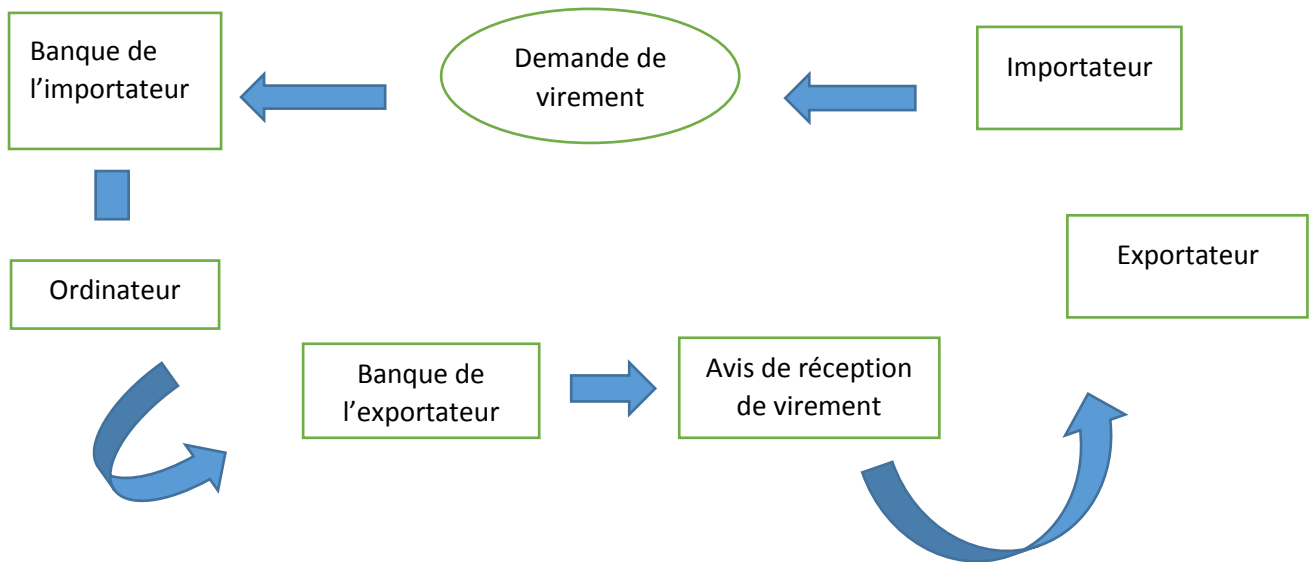 Banque de
l’importateur
Demande de
virement
Importateur
Exportateur
Ordinateur
Banque de
l’exportateur
Avis de réception
de virement